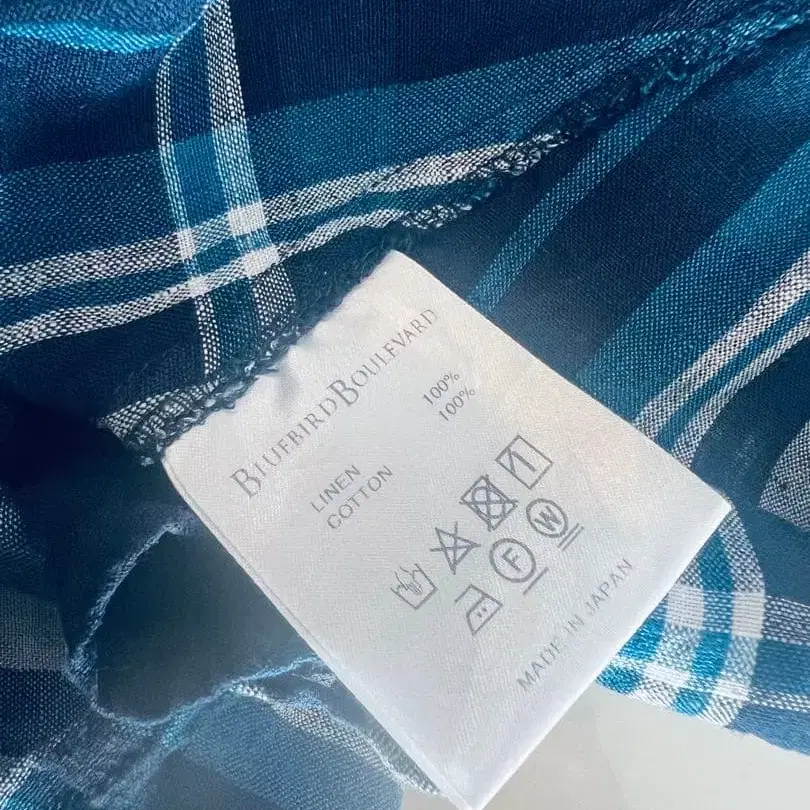 BLUEBIRD BOULEVARD
LINEN 100%
COTTON 100%
F W
MADE IN JAPAN